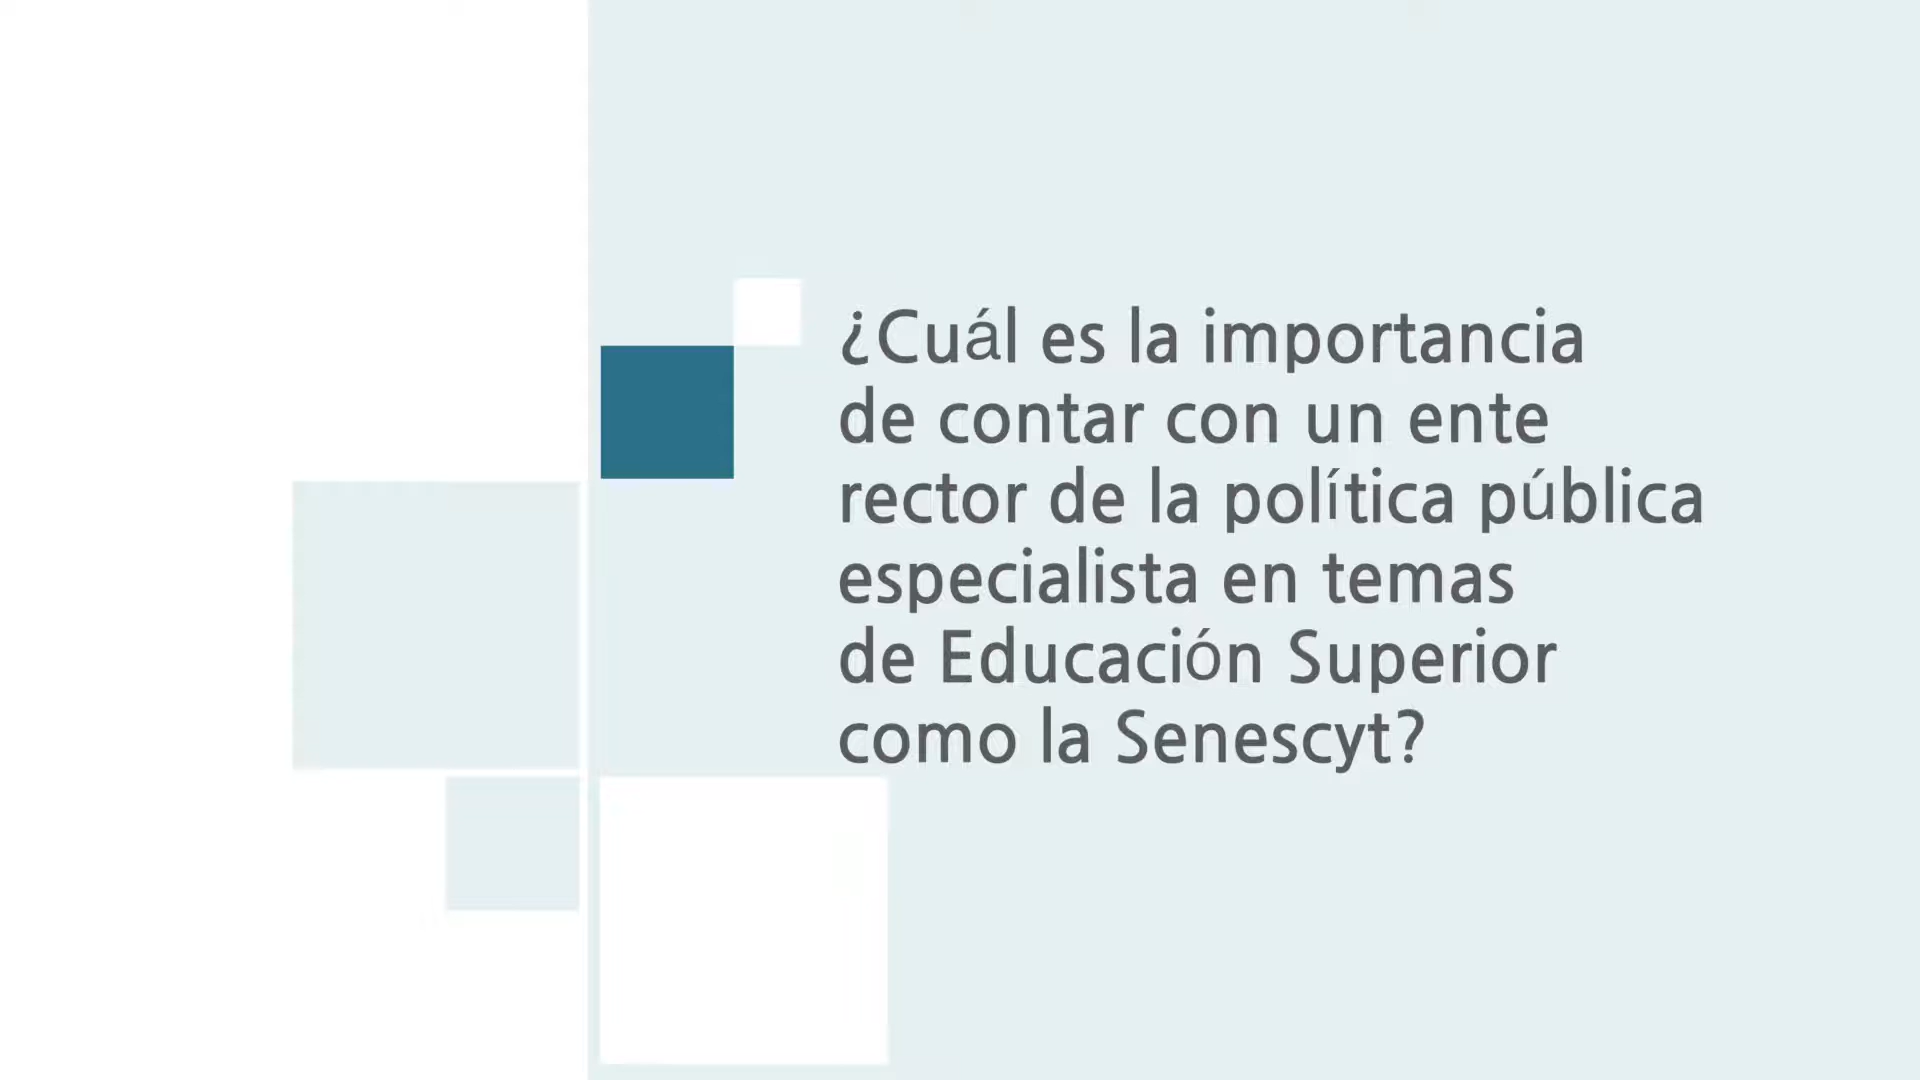 ¿Cuál es la importancia
de contar con un ente
rector de la política pública
especialista en temas
de Educación Superior
como la Senescyt?